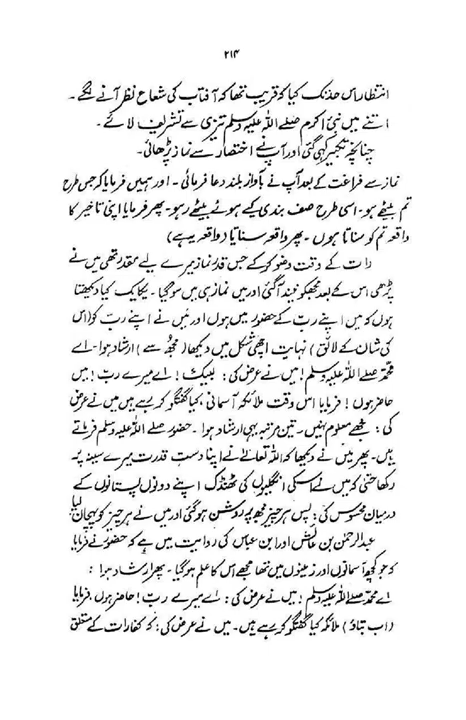 ۲۱۴
انتظار اس حد تک کیا کہ قریب تھا کہ آفتاب کی شعاع نظر آنے لگے ۔
اتنے میں نبی اکرم صلے اللہ علیہ وسلم تیزی سے تشریف لائے ۔
چنانچہ تکبیر کہی گئی اور آپ نے اختصار سے نماز پڑھائی۔
نماز سے فراغت کے بعد آپ نے بآواز بلند دعا فرمائی ۔ اور ہمیں فرمایا کہ جس طرح
تم بیٹھے ہو۔ اسی طرح صف بندی کیے ہوئے بیٹھے رہو۔ پھر فرمایا اپنی تاخیر کا
واقعہ تم کو سناتا ہوں ۔ پھر واقعہ سنایا (واقعہ یہ ہے)
رات کے وقت وضو کر کے جس قدر نماز میرے لیے مقدر تھی میں نے
پڑھی اس کے بعد مجھ کو نیند آگئی اور میں نماز ہی میں سو گیا ۔ یکایک کیا دیکھتا
ہوں کہ میں اپنے رب کے حضور میں ہوں اور میں نے اپنے رب کو (اس
کی شان کے لائق) نہایت اچھی شکل میں دیکھا (مجھ سے) ارشاد ہوا۔ اے
محمد صلے اللہ علیہ وسلم! میں نے عرض کی: لبیک! اے میرے رب! میں
حاضر ہوں! فرمایا اس وقت ملائکہ آسمانی، کیا گفتگو کر رہے ہیں میں نے عرض
کی: مجھے معلوم نہیں۔ تین مرتبہ یہی ارشاد ہوا ۔ حضور صلے اللہ علیہ وسلم فرماتے
ہیں۔ پھر میں نے دیکھا کہ اللہ تعالےٰ نے اپنا دستِ قدرت میرے سینہ پر۔
رکھا حتی کہ میں نے اسکی انگلیوں کی ٹھنڈک اپنے دونوں پستانوں کے
درمیان محسوس کی: پس ہر چیز مجھ پر روشن ہو گئی اور میں نے ہر چیز کو پہچان لیا
عبدالرحمٰن بن عائش اور ابن عباس کی روایت میں ہے کہ حضور نے فرمایا
کہ جو کچھ آسمانوں اور زمینوں میں تھا مجھے اس کا علم ہو گیا ۔ پھر ارشاد ہوا :
اے محمد صلے اللہ علیہ وسلم! میں نے عرض کی: اے میرے رب! حاضر ہوں۔ فرمایا
(اب بتاؤ) ملائکہ کیا گفتگو کر رہے ہیں۔ میں نے عرض کی: کہ کفارات کے متعلق